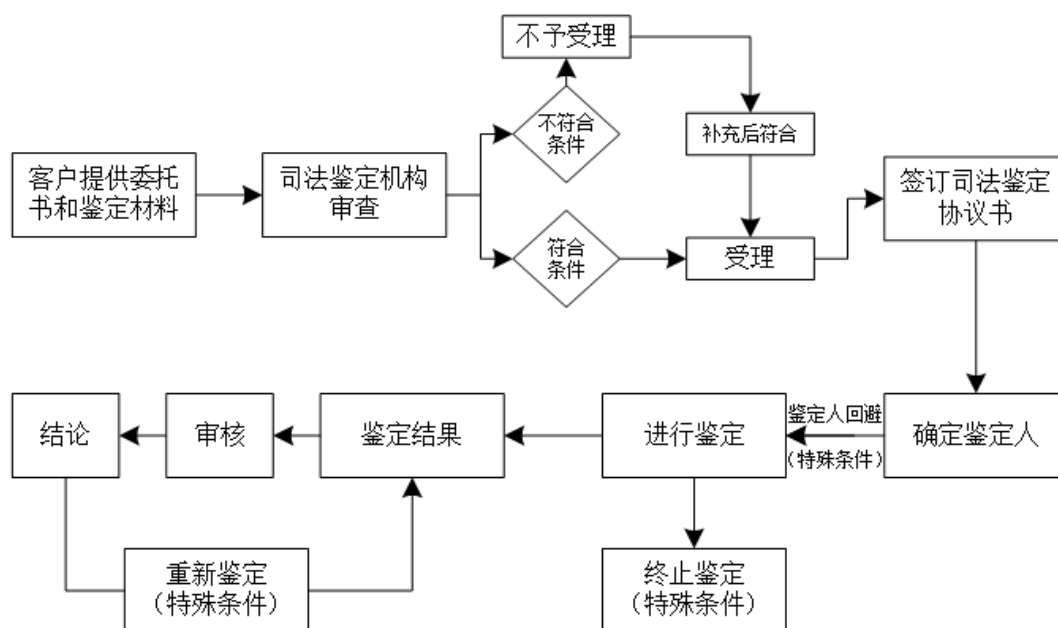 不予受理
不符合
条件
补充后符合
客户提供委托
书和鉴定材料
司法鉴定机构
审查
签订司法鉴定
协议书
符合
条件
受理
结论
审核
鉴定结果
进行鉴定
鉴定人回避
(特殊条件)
确定鉴定人
重新鉴定
(特殊条件)
终止鉴定
(特殊条件)